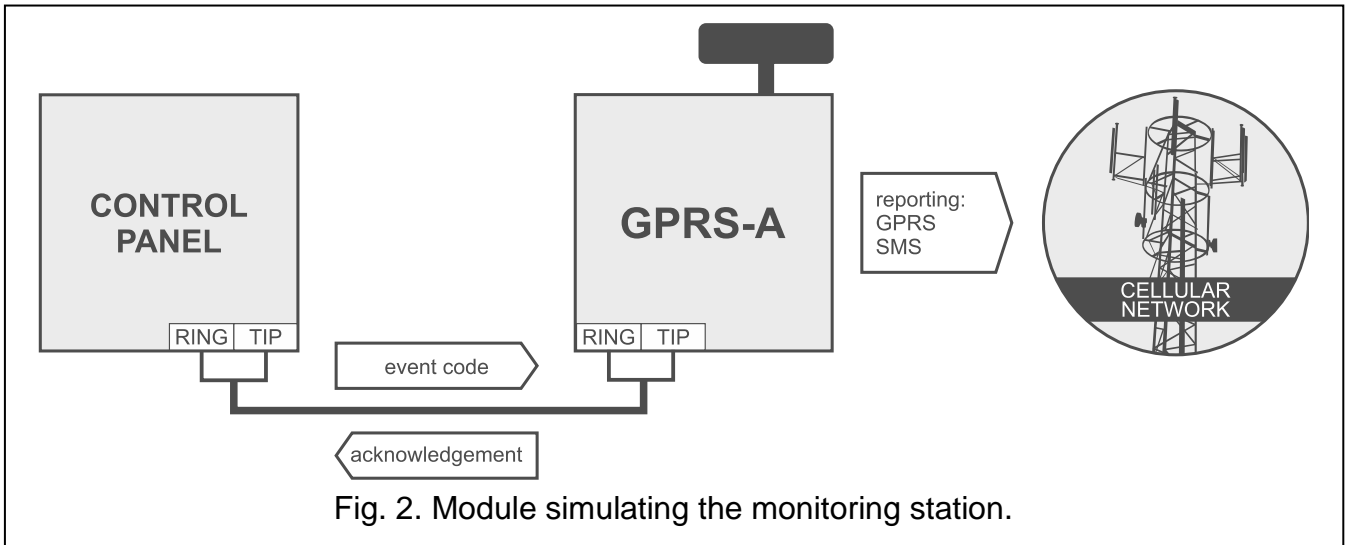 CONTROL
PANEL
RING TIP
GPRS-A
RING TIP
event code
acknowledgement
reporting:
GPRS
SMS
CELLULAR
NETWORK
Fig. 2. Module simulating the monitoring station.